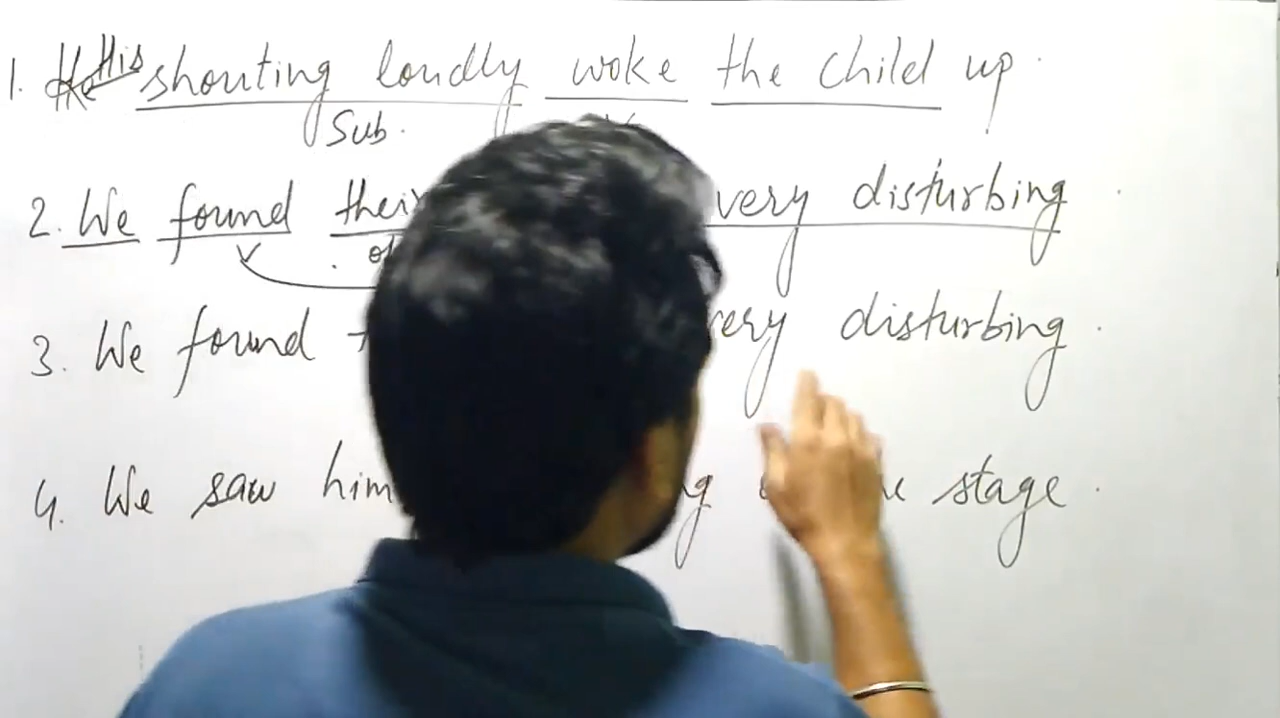 1. He His shouting loudly woke the child up.
Sub. V
2. We found their very disturbing.
V
3. We found very disturbing.
4. We saw him stage.